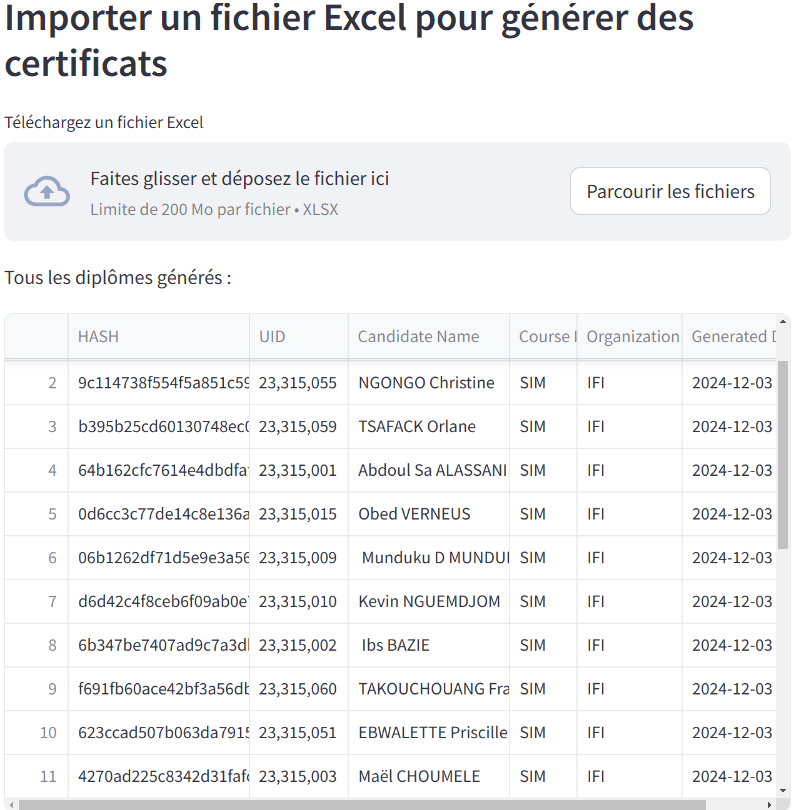 Importer un fichier Excel pour générer des
certificats
Téléchargez un fichier Excel
Faites glisser et déposez le fichier ici
Limite de 200 Mo par fichier • XLSX
Parcourir les fichiers
Tous les diplômes générés :
HASH UID Candidate Name Course Organization Generated
2 9c114738f554f5a851c59 23,315,055 NGONGO Christine SIM IFI 2024-12-03
3 b395b25cd60130748ec0 23,315,059 TSAFACK Orlane SIM IFI 2024-12-03
4 64b162cfc7614e4dbdfa 23,315,001 Abdoul Sa ALASSANI SIM IFI 2024-12-03
5 0d6cc3c77de14c8e136a 23,315,015 Obed VERNEUS SIM IFI 2024-12-03
6 06b1262df71d5e9e3a56 23,315,009 Munduku D MUNDU SIM IFI 2024-12-03
7 d6d42c4f8ceb6f09ab0e 23,315,010 Kevin NGUEMDJOM SIM IFI 2024-12-03
8 6b347be7407ad9c7a3d 23,315,002 Ibs BAZIE SIM IFI 2024-12-03
9 f691fb60ace42bf3a56d 23,315,060 TAKOUCHOUANG Fra SIM IFI 2024-12-03
10 623ccad507b063da7915 23,315,051 EBWALETTE Priscille SIM IFI 2024-12-03
11 4270ad225c8342d31faf 23,315,003 Maël CHOUMELE SIM IFI 2024-12-03